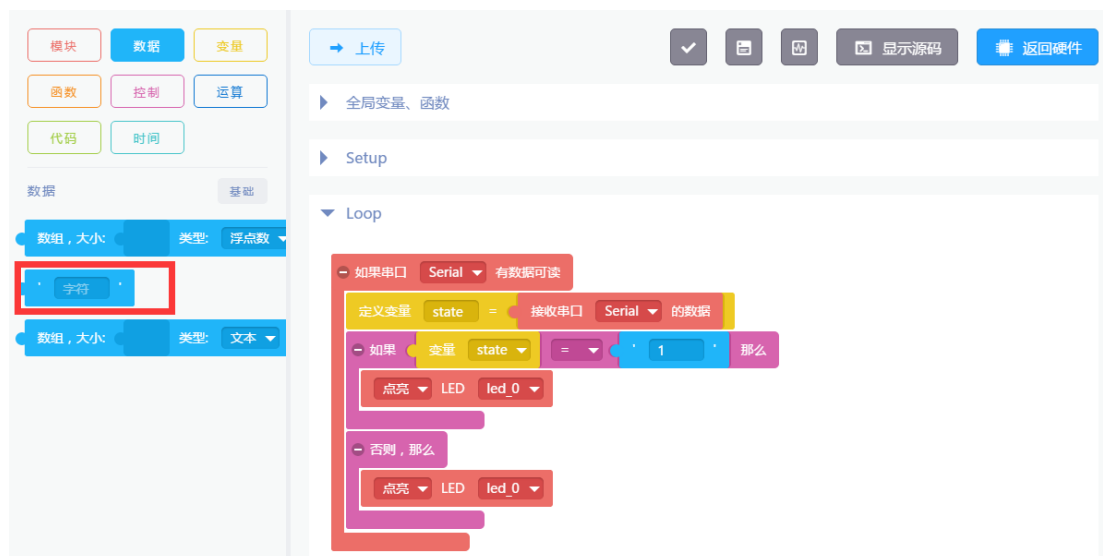 模块 数据 变量
函数 控制 运算
代码 时间
数据 基础
数组，大小: 类型: 浮点数
' 字符 '
数组，大小: 类型: 文本
上传 显示源码 返回硬件
全局变量、函数
Setup
Loop
如果串口 Serial 有数据可读
定义变量 state = 接收串口 Serial 的数据
如果 变量 state = ' 1 ' 那么
点亮 LED led_0
否则，那么
点亮 LED led_0